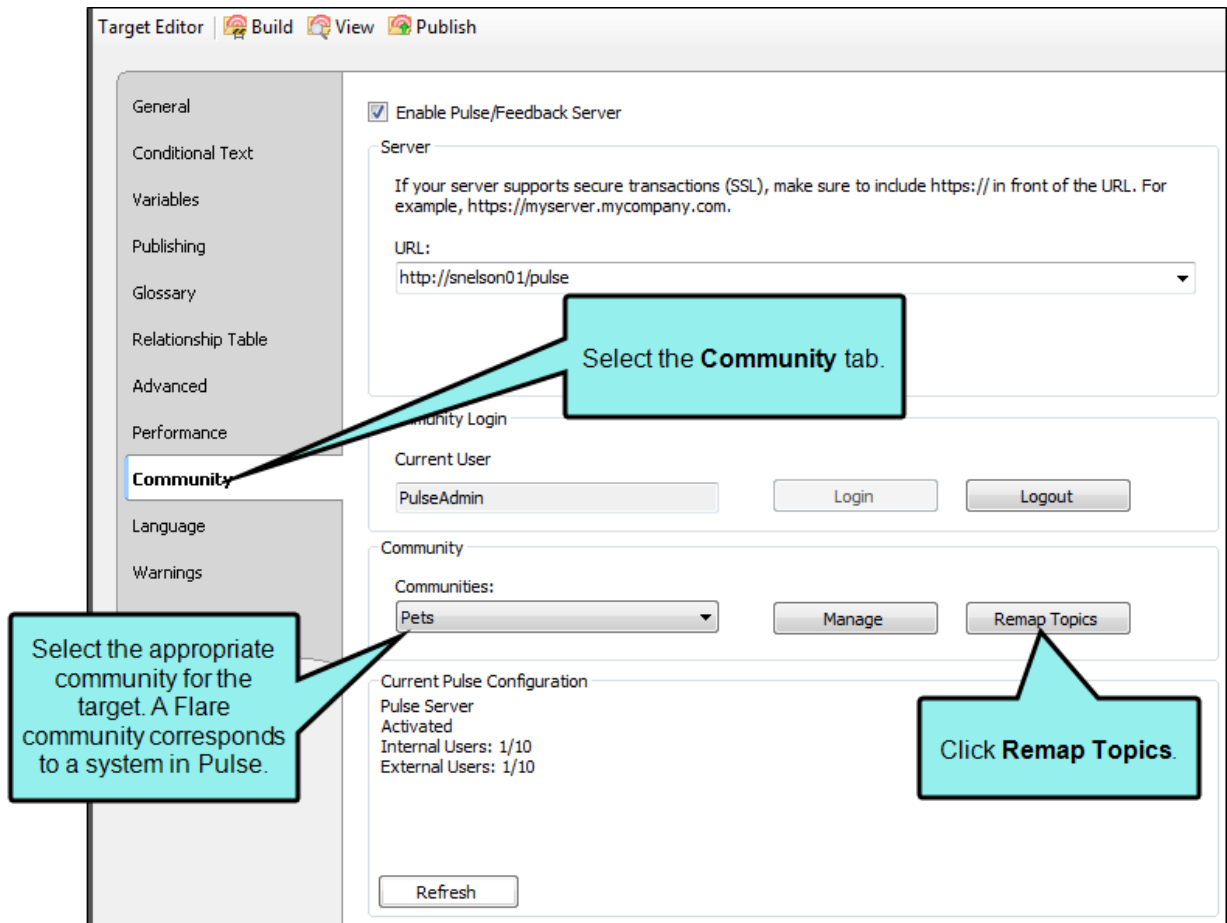 Target Editor Build View Publish
General
Conditional Text
Variables
Publishing
Glossary
Relationship Table
Advanced
Performance
Community
Language
Warnings
Enable Pulse/Feedback Server
Server
If your server supports secure transactions (SSL), make sure to include https:// in front of the URL. For
example, https://myserver.mycompany.com.
URL:
http://snelson01/pulse
Select the Community tab.
Login
Current User
PulseAdmin
Login
Logout
Community
Communities:
Pets
Manage
Remap Topics
Select the appropriate
community for the
target. A Flare
community corresponds
to a system in Pulse.
Current Pulse Configuration
Pulse Server
Activated
Internal Users: 1/10
External Users: 1/10
Click Remap Topics.
Refresh